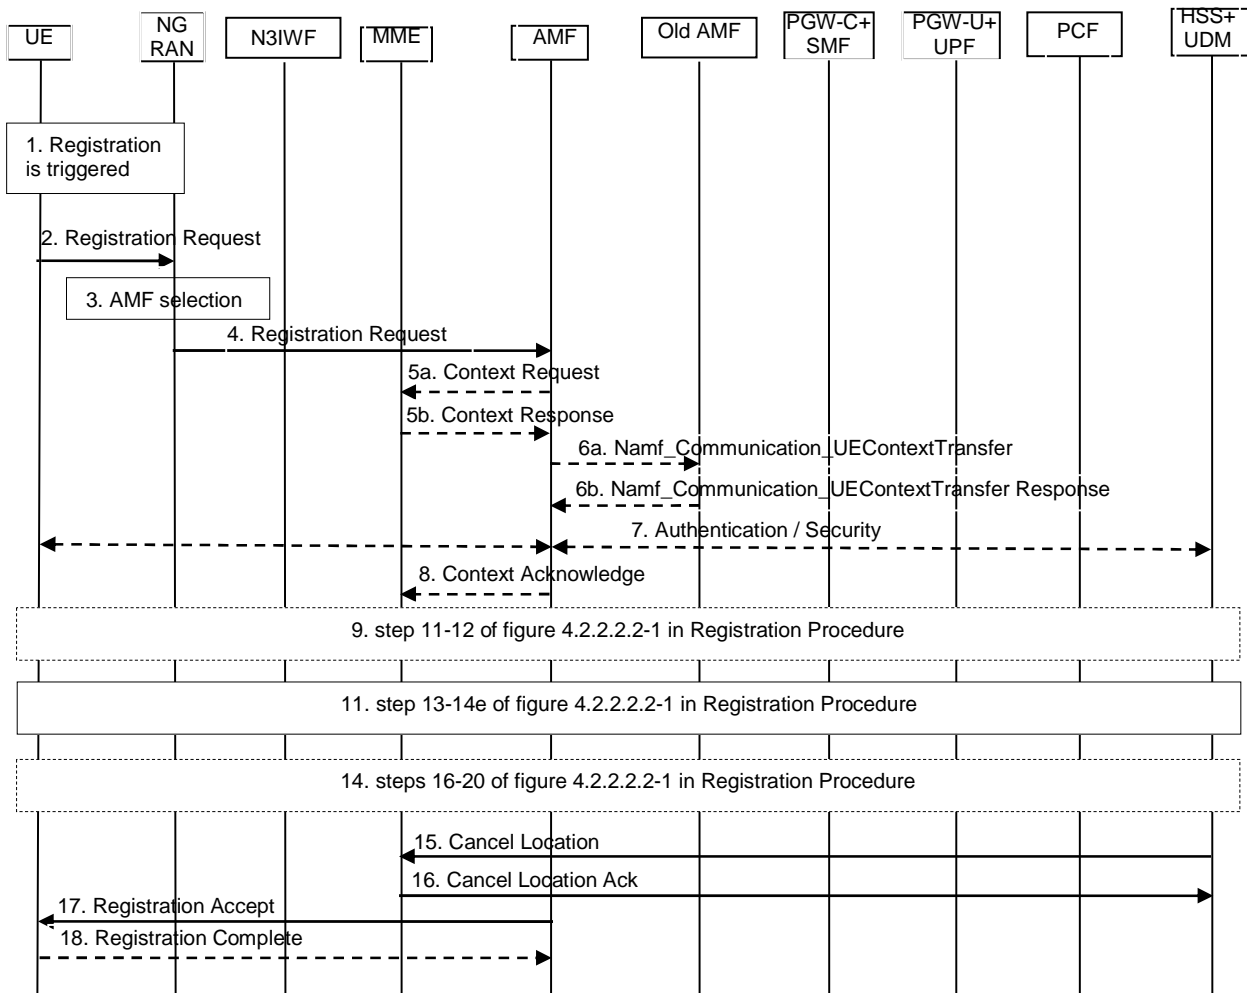 UE
NG
RAN
N3IWF
MME
AMF
Old AMF
PGW-C+
SMF
PGW-U+
UPF
PCF
HSS+
UDM
1. Registration
is triggered
2. Registration Request
3. AMF selection
4. Registration Request
5a. Context Request
5b. Context Response
6a. Namf_Communication_UEContextTransfer
6b. Namf_Communication_UEContextTransfer Response
7. Authentication / Security
8. Context Acknowledge
9. step 11-12 of figure 4.2.2.2.2-1 in Registration Procedure
11. step 13-14e of figure 4.2.2.2.2-1 in Registration Procedure
14. steps 16-20 of figure 4.2.2.2.2-1 in Registration Procedure
15. Cancel Location
16. Cancel Location Ack
17. Registration Accept
18. Registration Complete